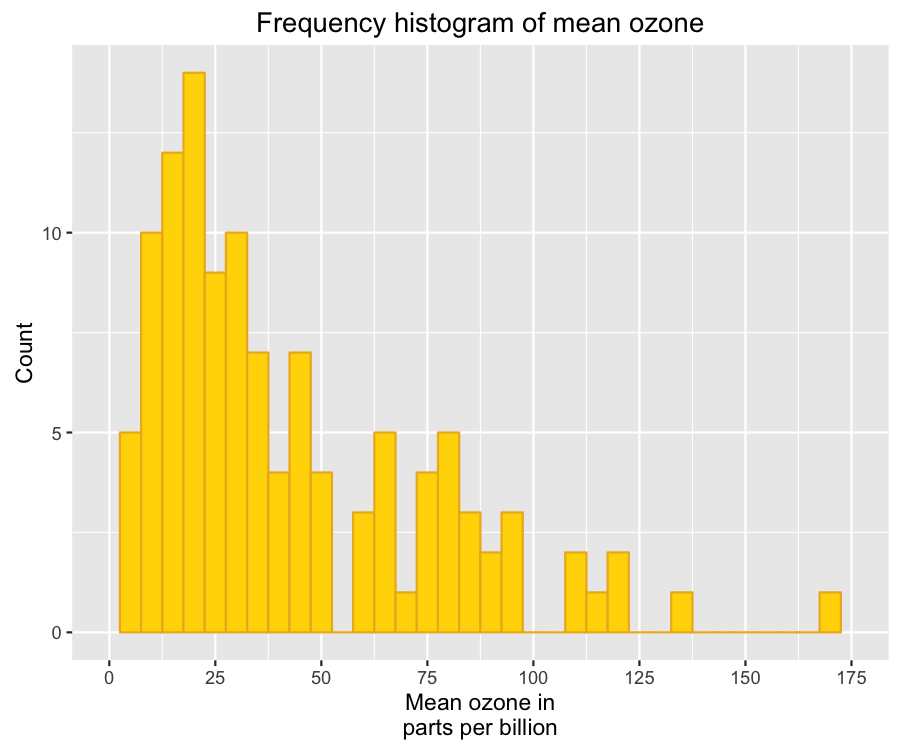 Frequency histogram of mean ozone
Count
10
5
0
0 25 50 75 100 125 150 175
Mean ozone in
parts per billion